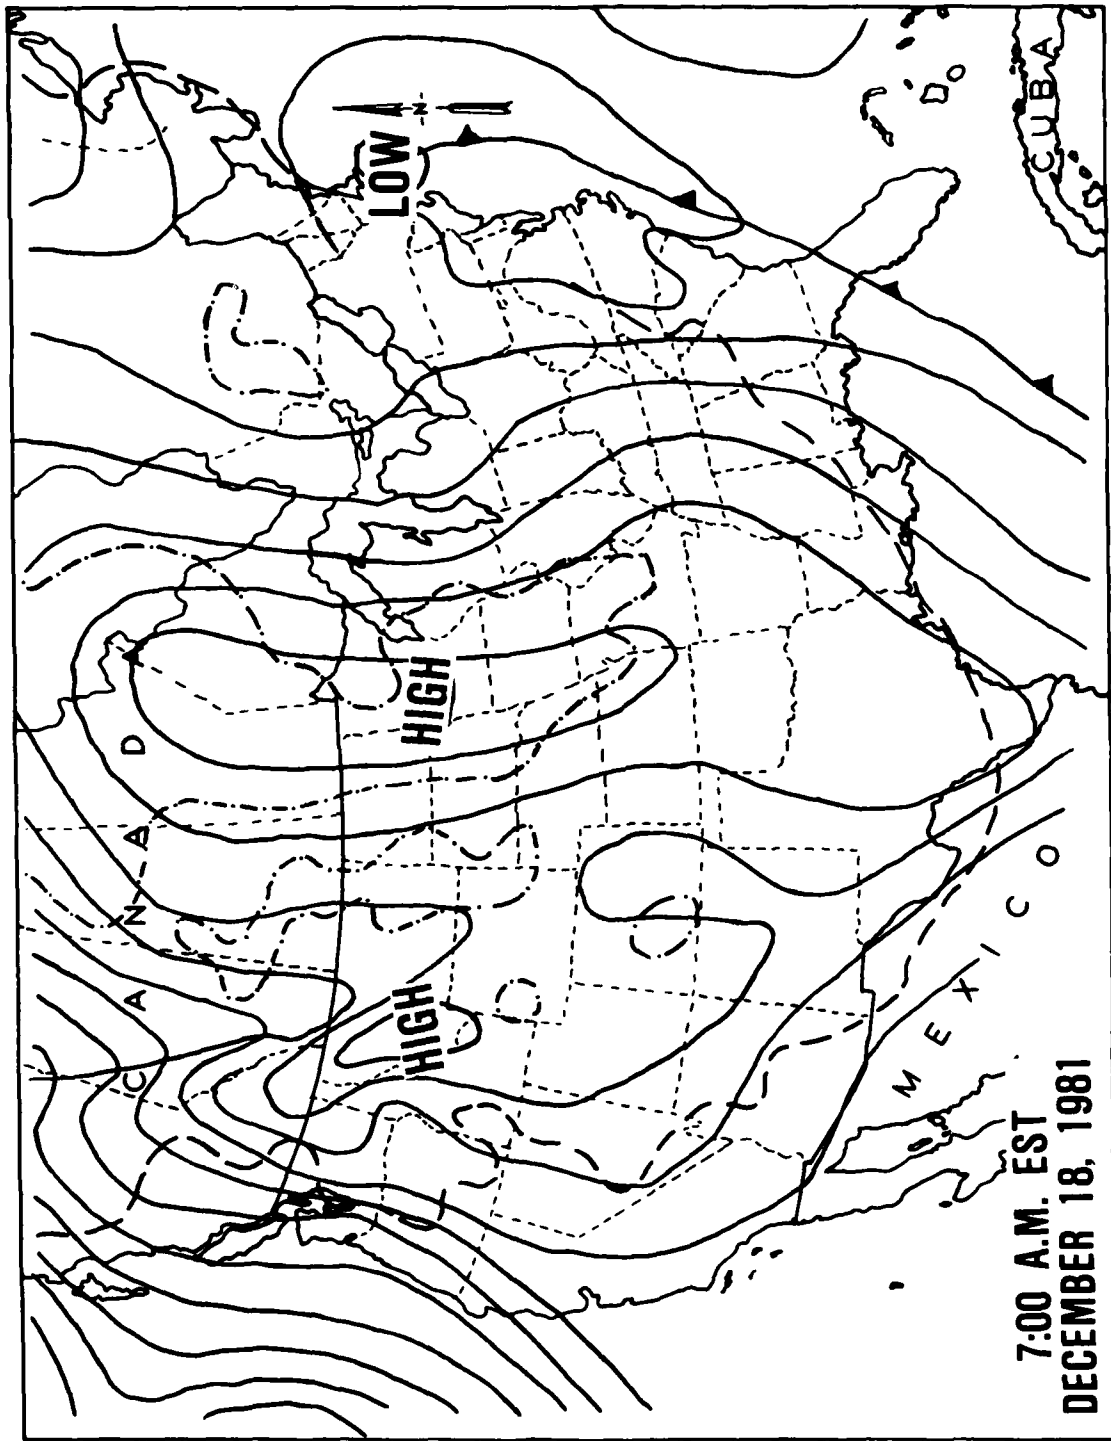 CANADA
HIGH
HIGH
LOW
N
MEXICO
CUBA
7:00 A.M. EST
DECEMBER 18, 1981